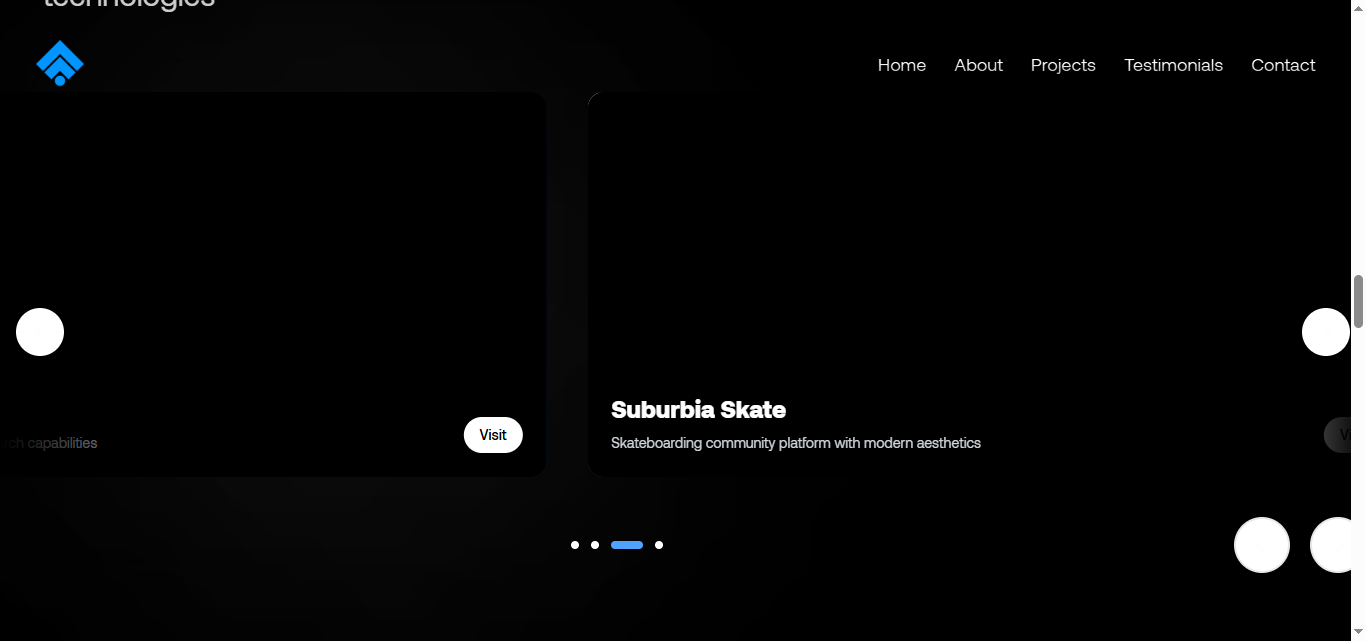 technologies
Home About Projects Testimonials Contact
Suburbia Skate
Visit
rch capabilities
Skateboarding community platform with modern aesthetics